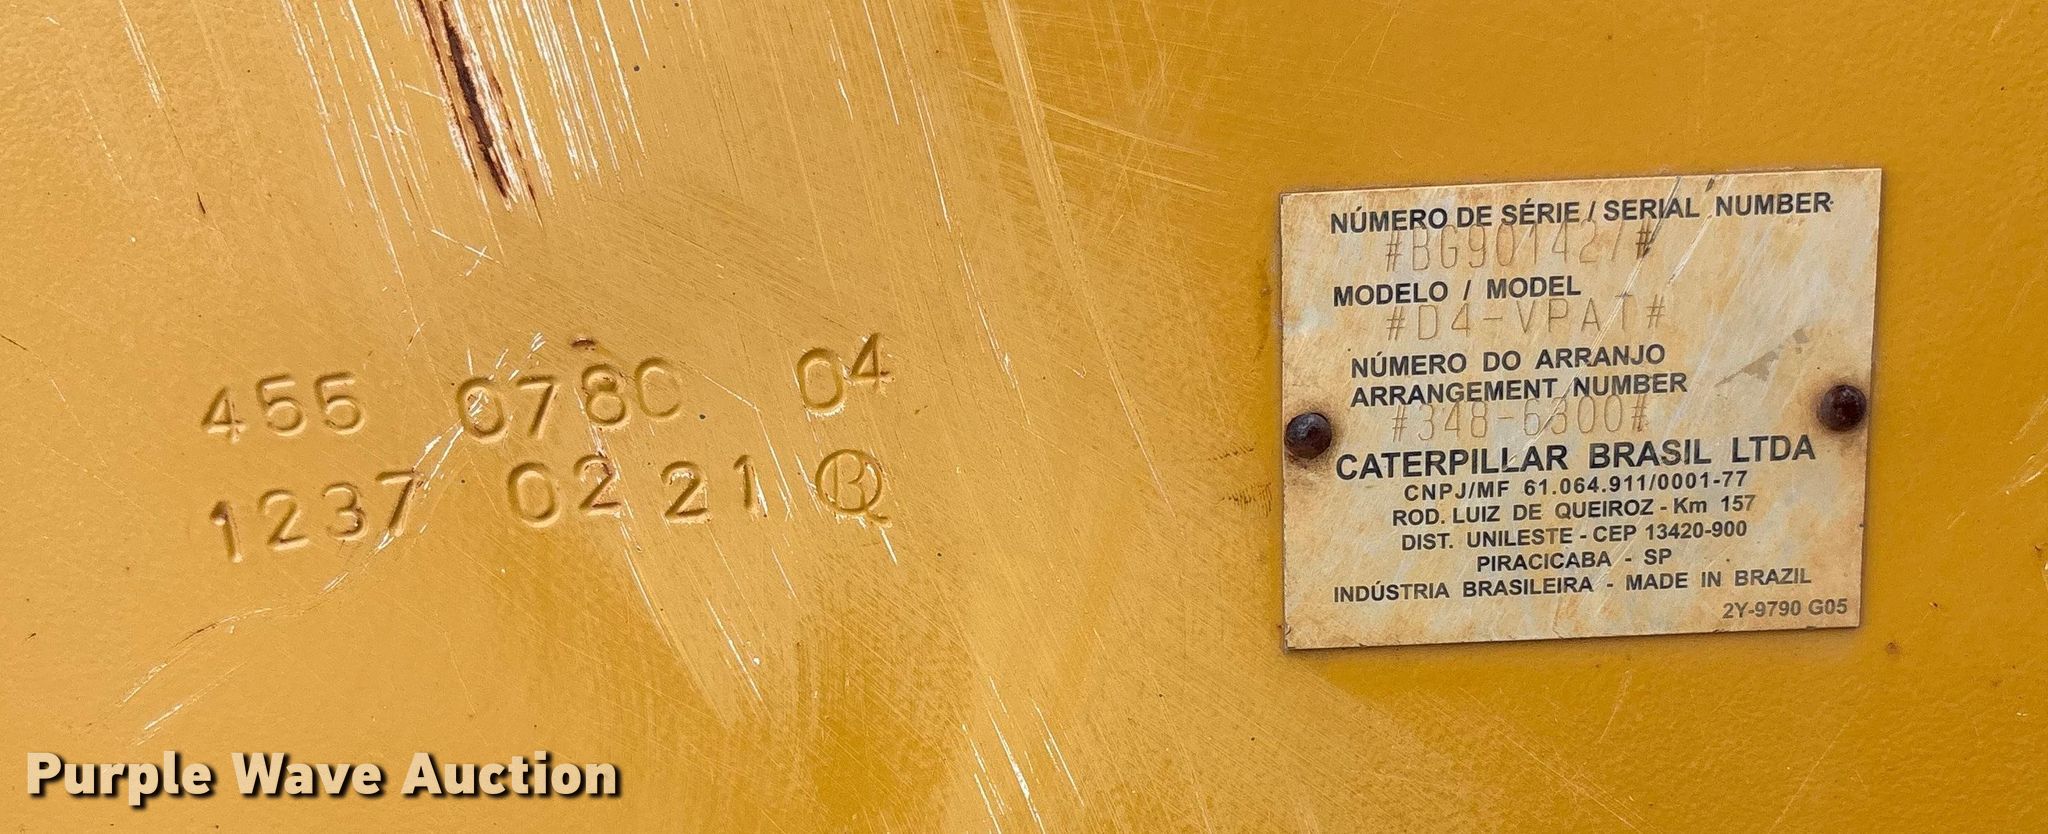 455 0780 04
1237 02 21 Q
NÚMERO DE SÉRIE / SERIAL NUMBER
#BG901427#
MODELO / MODEL
#D4-VPAT#
NÚMERO DO ARRANJO
ARRANGEMENT NUMBER
#348-6300#
CATERPILLAR BRASIL LTDA
CNPJ/MF 61.064.911/0001-77
ROD. LUIZ DE QUEIROZ - Km 157
DIST. UNILESTE - CEP 13420-900
PIRACICABA - SP
INDÚSTRIA BRASILEIRA - MADE IN BRAZIL
2Y-9790 G05
Purple Wave Auction